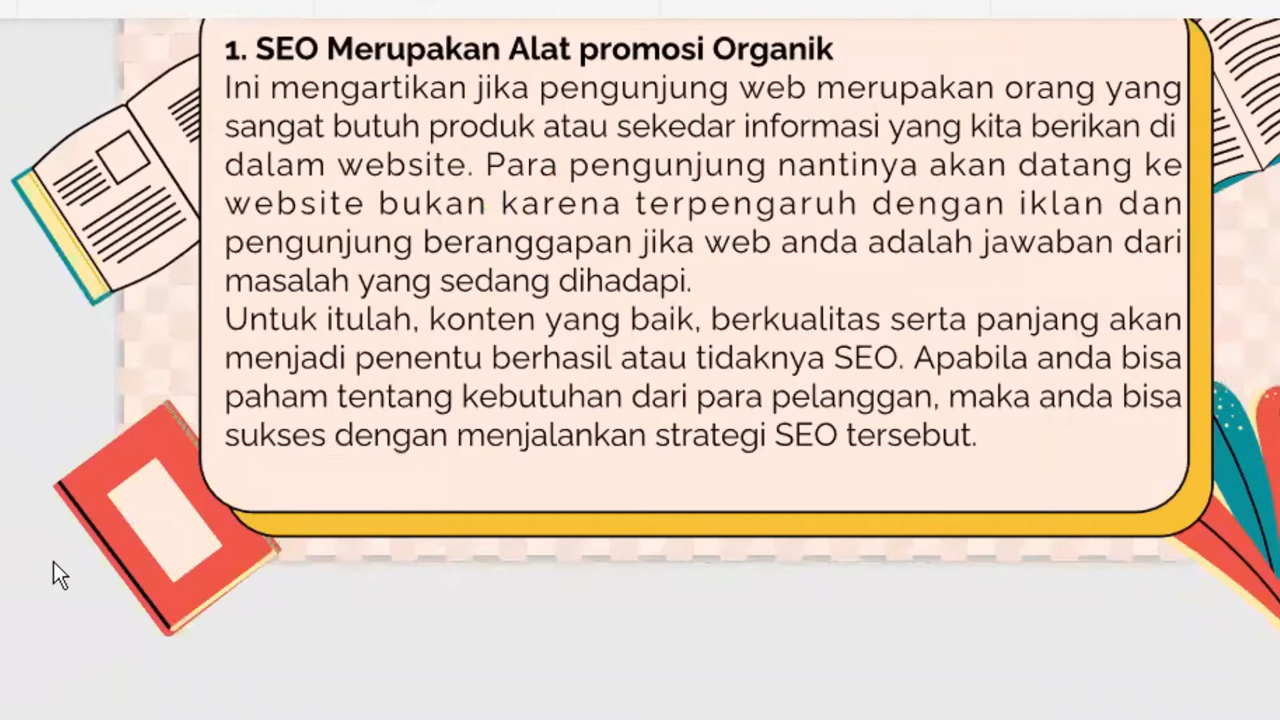 1. SEO Merupakan Alat promosi Organik
Ini mengartikan jika pengunjung web merupakan orang yang
sangat butuh produk atau sekedar informasi yang kita berikan di
dalam website. Para pengunjung nantinya akan datang ke
website bukan karena terpengaruh dengan iklan dan
pengunjung beranggapan jika web anda adalah jawaban dari
masalah yang sedang dihadapi.
Untuk itulah, konten yang baik, berkualitas serta panjang akan
menjadi penentu berhasil atau tidaknya SEO. Apabila anda bisa
paham tentang kebutuhan dari para pelanggan, maka anda bisa
sukses dengan menjalankan strategi SEO tersebut.